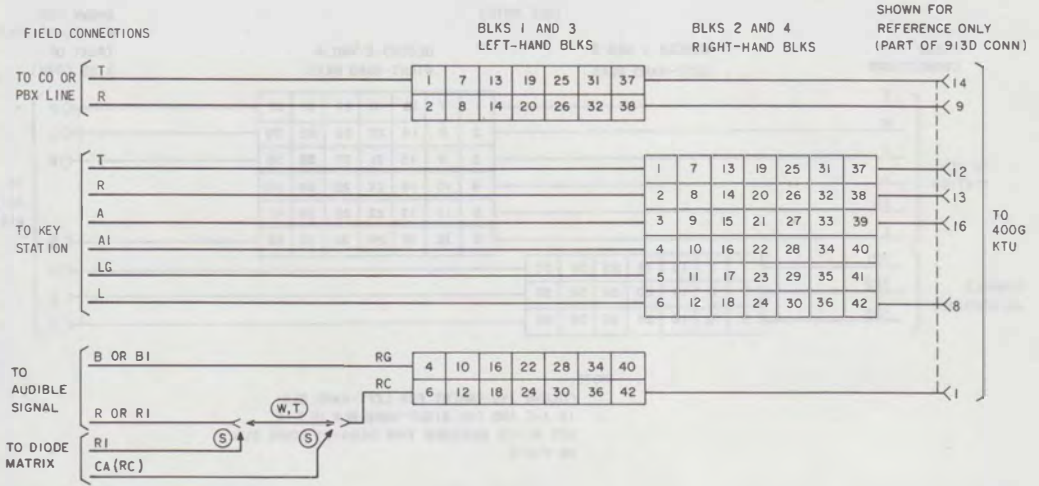 FIELD CONNECTIONS
BLKS 1 AND 3
LEFT-HAND BLKS
BLKS 2 AND 4
RIGHT-HAND BLKS
SHOWN FOR
REFERENCE ONLY
(PART OF 913D CONN)
TO CO OR
PBX LINE
T
1 7 13 19 25 31 37
14
R
2 8 14 20 26 32 38
9
TO KEY
STATION
T
1 7 13 19 25 31 37
12
R
2 8 14 20 26 32 38
13
A
3 9 15 21 27 33 39
16
A1
4 10 16 22 28 34 40
LG
5 11 17 23 29 35 41
L
6 12 18 24 30 36 42
8
TO
400G
KTU
TO
AUDIBLE
SIGNAL
B OR B1
RG
4 10 16 22 28 34 40
RC
6 12 18 24 30 36 42
1
R OR R1
W,T
S
S
TO DIODE
MATRIX
R1
CA(RC)